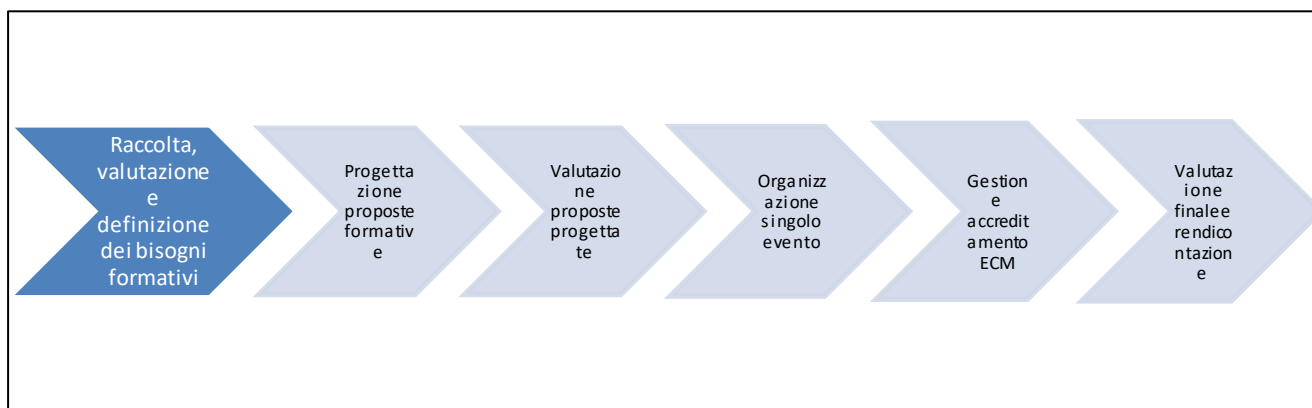 Raccolta,
valutazione
e
definizione
dei bisogni
formativi
Progetta
zione
proposte
formativ
e
Valutazio
ne
proposte
progetta
te
Organizz
azione
singolo
evento
Gestion
e
accredit
amento
ECM
Valutaz
ione
finale e
rendico
ntazion
e